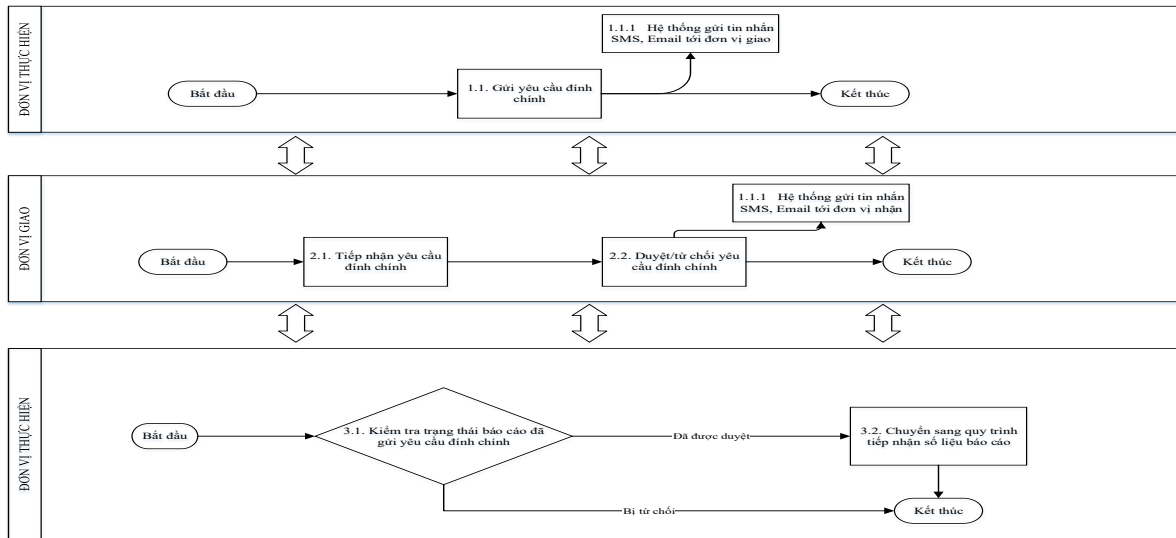 ĐƠN VỊ THỰC HIỆN
1.1.1 Hệ thống gửi tin nhắn
SMS, Email tới đơn vị giao
Bắt đầu
1.1. Gửi yêu cầu đính
chính
Kết thúc
ĐƠN VỊ GIAO
1.1.1 Hệ thống gửi tin nhắn
SMS, Email tới đơn vị nhận
Bắt đầu
2.1. Tiếp nhận yêu cầu
đính chính
2.2. Duyệt/từ chối yêu
cầu đính chính
Kết thúc
ĐƠN VỊ THỰC HIỆN
Bắt đầu
3.1. Kiểm tra trạng thái báo cáo đã
gửi yêu cầu đính chính
Đã được duyệt
3.2. Chuyển sang quy trình
tiếp nhận số liệu báo cáo
Bị từ chối
Kết thúc